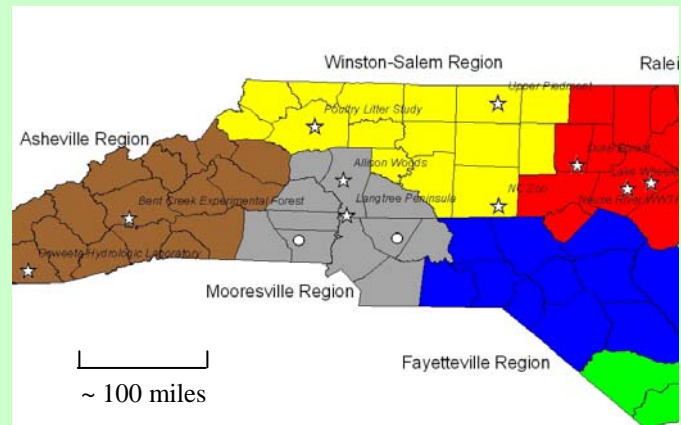 Winston-Salem Region
Ralei
Upper Piedmont
Poultry Litter Study
Asheville Region
Duke Forest
Allison Woods
Lake Wheeler
Bent Creek Experimental Forest
Langtree Peninsula
NC Zoo
Neuse River WWTP
Coweeta Hydrologic Laboratory
Mooresville Region
Fayetteville Region
~ 100 miles